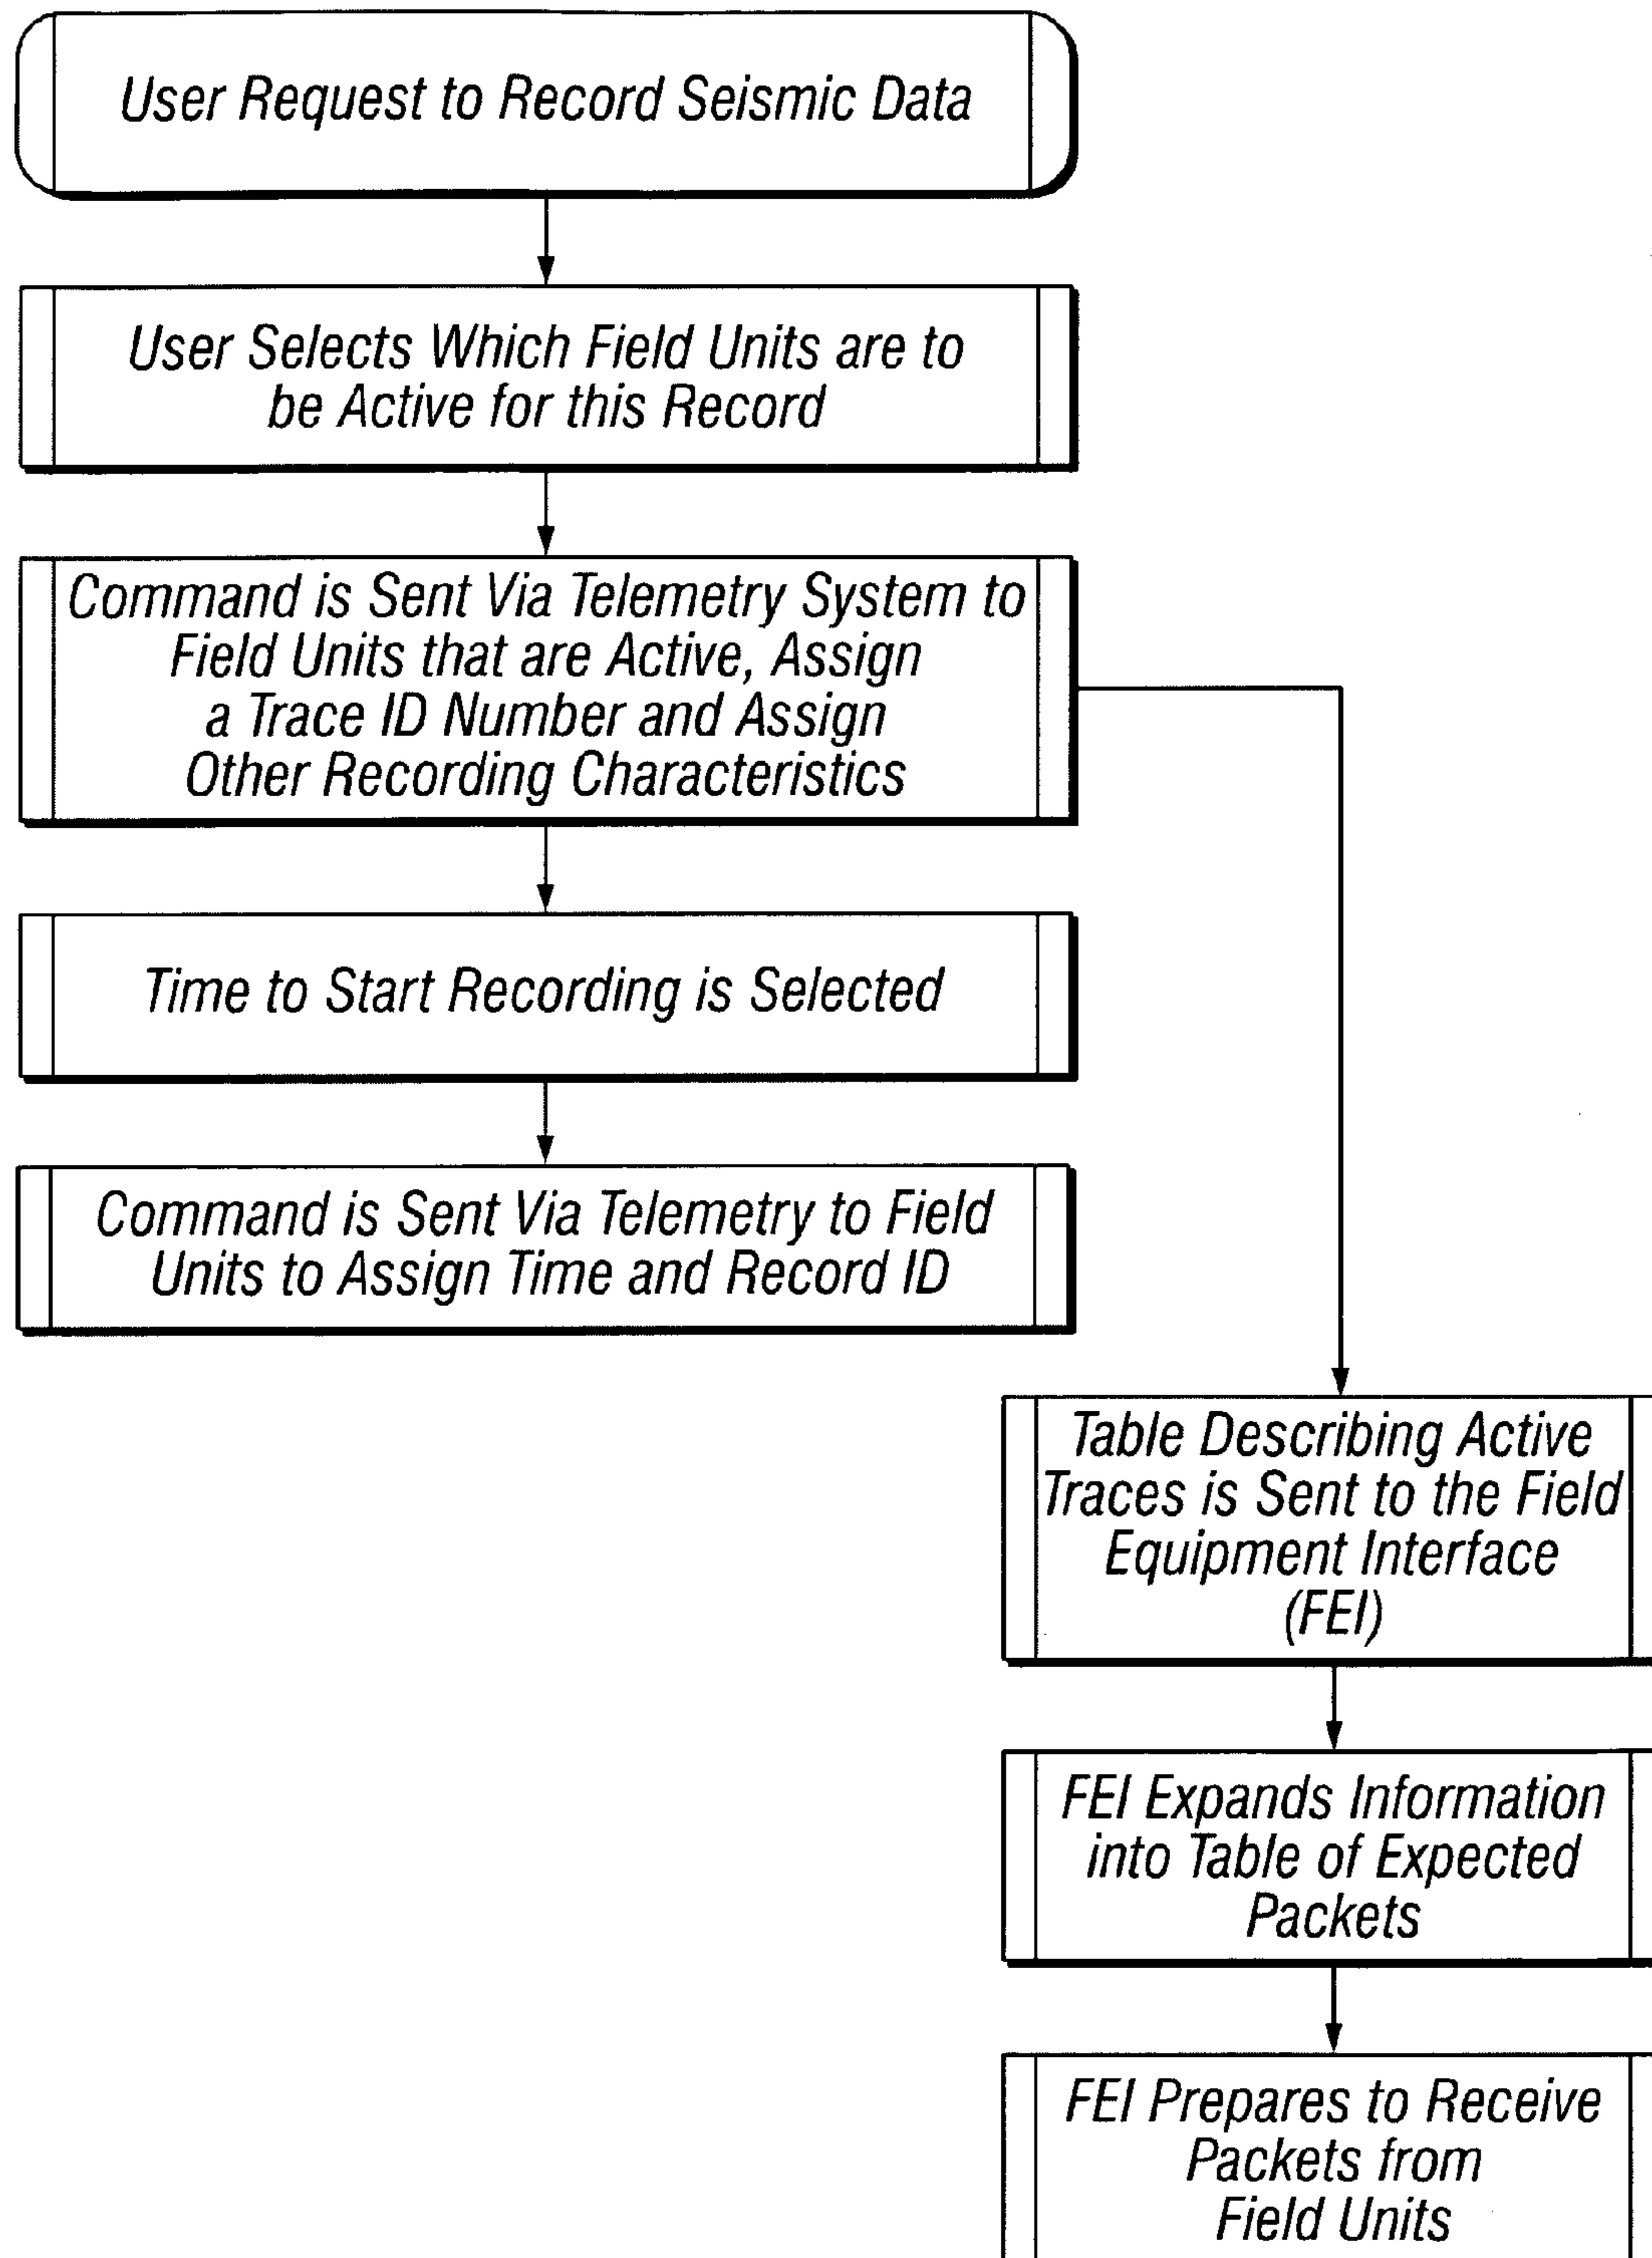 User Request to Record Seismic Data
User Selects Which Field Units are to
be Active for this Record
Command is Sent Via Telemetry System to
Field Units that are Active, Assign
a Trace ID Number and Assign
Other Recording Characteristics
Time to Start Recording is Selected
Command is Sent Via Telemetry to Field
Units to Assign Time and Record ID
Table Describing Active
Traces is Sent to the Field
Equipment Interface
(FEI)
FEI Expands Information
into Table of Expected
Packets
FEI Prepares to Receive
Packets from
Field Units